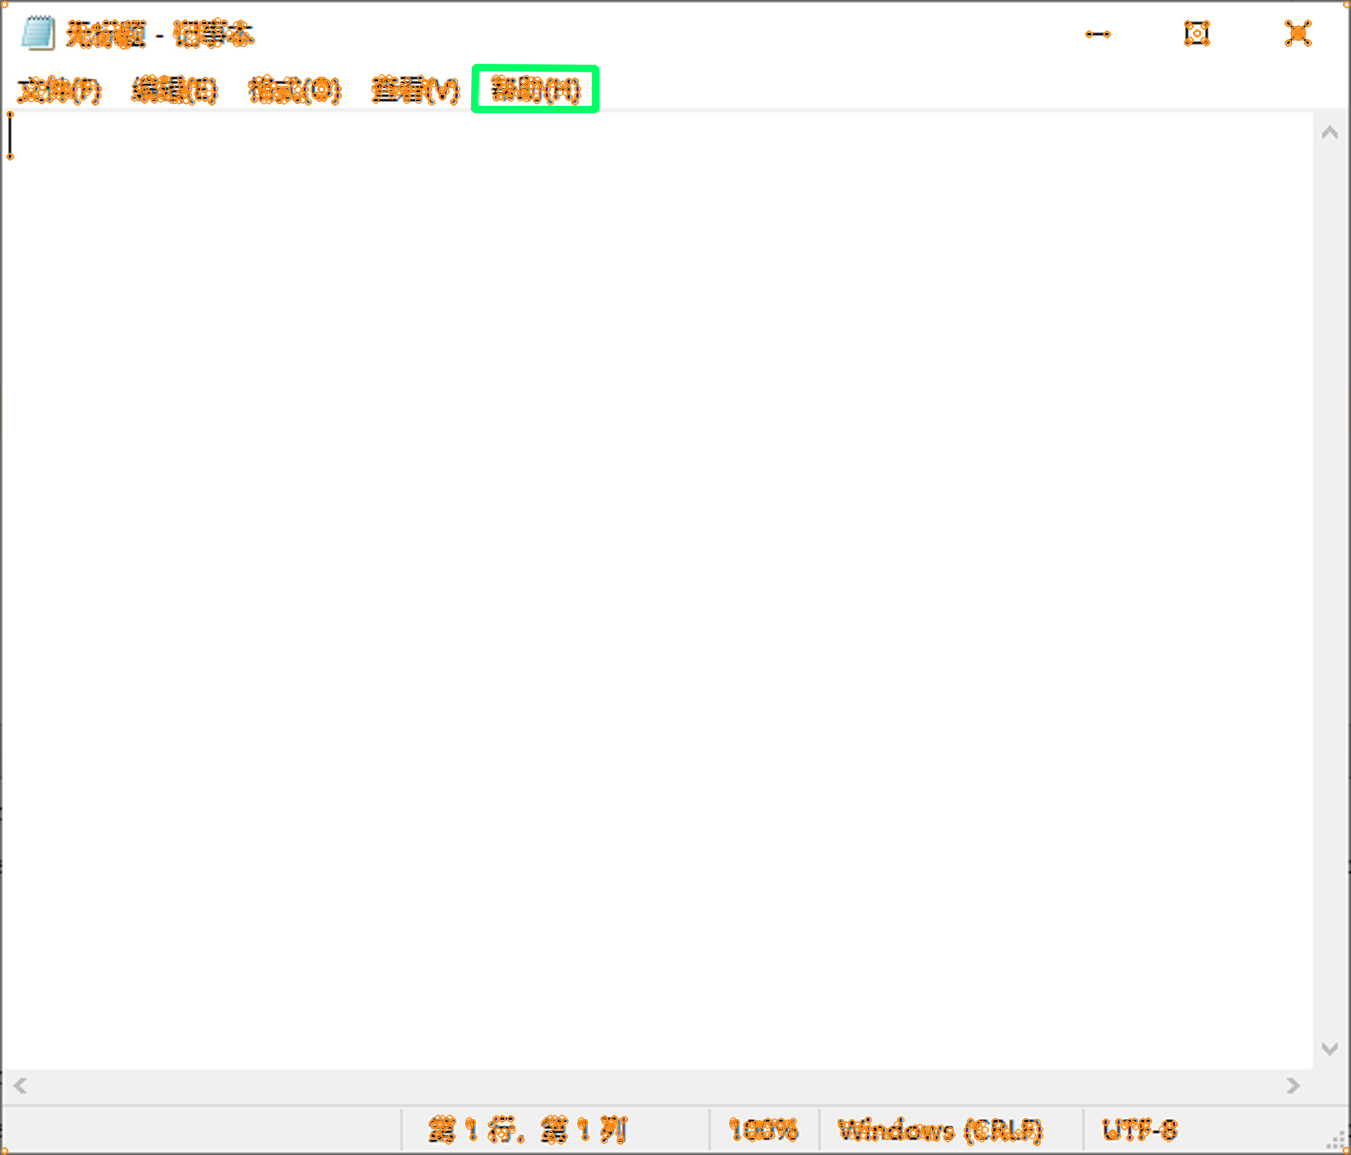 无标题 - 记事本
文件(F) 编辑(E) 格式(O) 查看(V) 帮助(H)
第 1 行, 第 1 列 100% Windows (CRLF) UTF-8